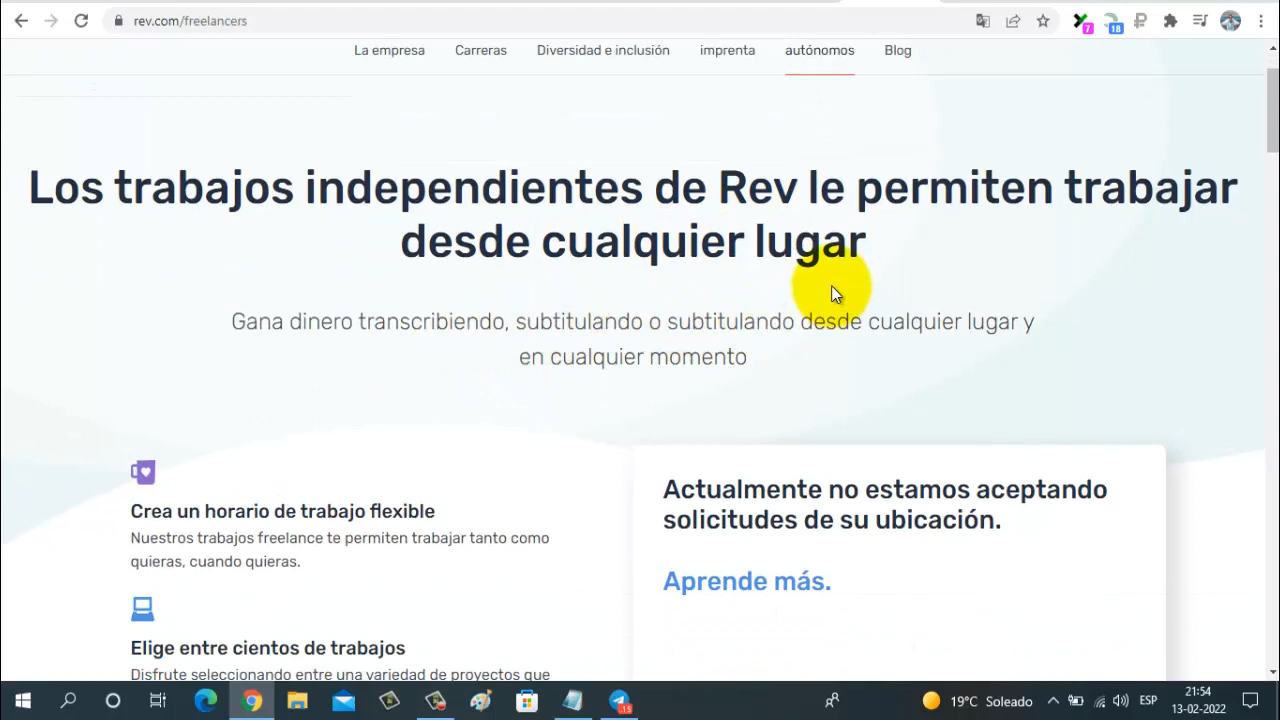 rev.com/freelancers
7
18
La empresa Carreras Diversidad e inclusión imprenta autónomos Blog
Los trabajos independientes de Rev le permiten trabajar
desde cualquier lugar
Gana dinero transcribiendo, subtitulando o subtitulando desde cualquier lugar y
en cualquier momento
Crea un horario de trabajo flexible
Nuestros trabajos freelance te permiten trabajar tanto como
quieras, cuando quieras.
Elige entre cientos de trabajos
Disfrute seleccionando entre una variedad de proyectos que
Actualmente no estamos aceptando
solicitudes de su ubicación.
Aprende más.
13
19°C Soleado
ESP
21:54
13-02-2022